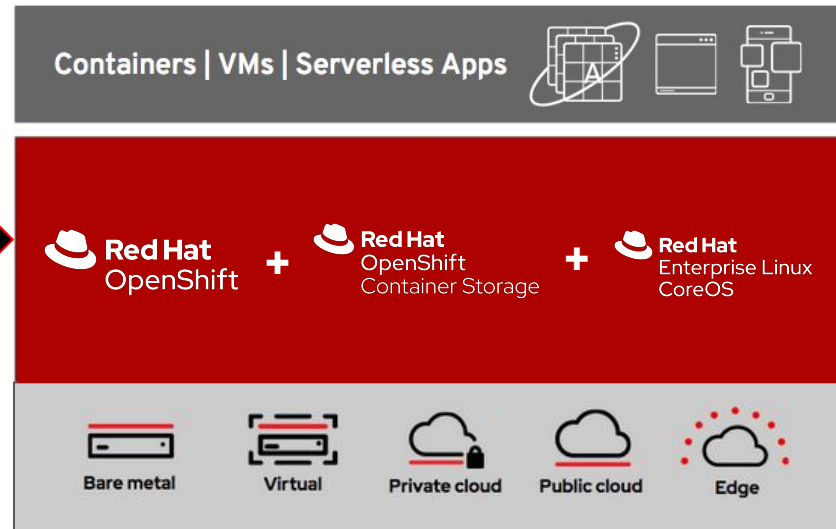 Containers | VMs | Serverless Apps
A
Red Hat
OpenShift
+
Red Hat
OpenShift
Container Storage
+
Red Hat
Enterprise Linux
CoreOS
Bare metal
Virtual
Private cloud
Public cloud
Edge